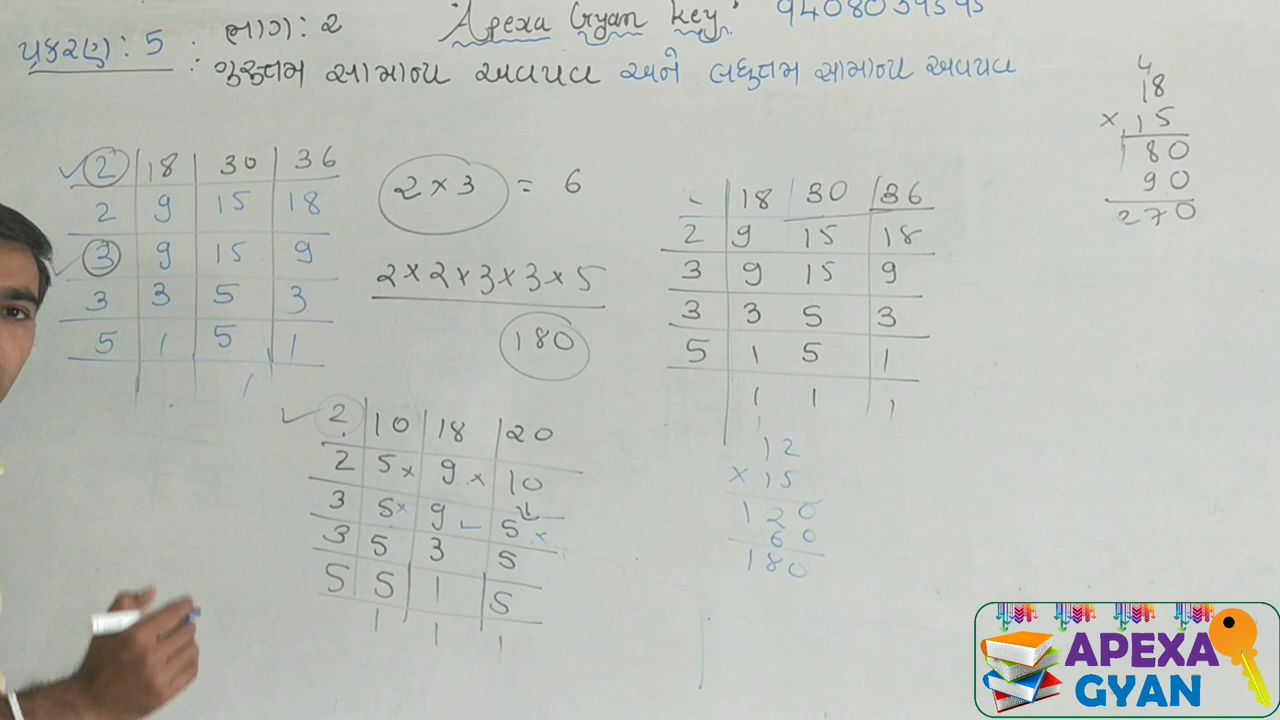 પ્રકરણ : 5 : ભાગ : ૨
Apexa Gyan key
: ગુરુતમ સામાન્ય અવયવ અને લઘુતમ સામાન્ય અવયવ
2 18 30 36
2 9 15 18
3 9 15 9
3 3 5 3
5 1 5 1
1
2 × 3 = 6
2 × 2 × 3 × 3 × 5
180
18 30 36
2 9 15 18
3 9 15 9
3 3 5 3
5 1 5 1
1 1 1
4
18
× 15
180
90
270
2 10 18 20
2 5 × 9 × 10
3 5 × 9 5 ×
3 5 3 5
5 5 1 5
1 1 1
12
× 15
120
60
180
APEXA
GYAN